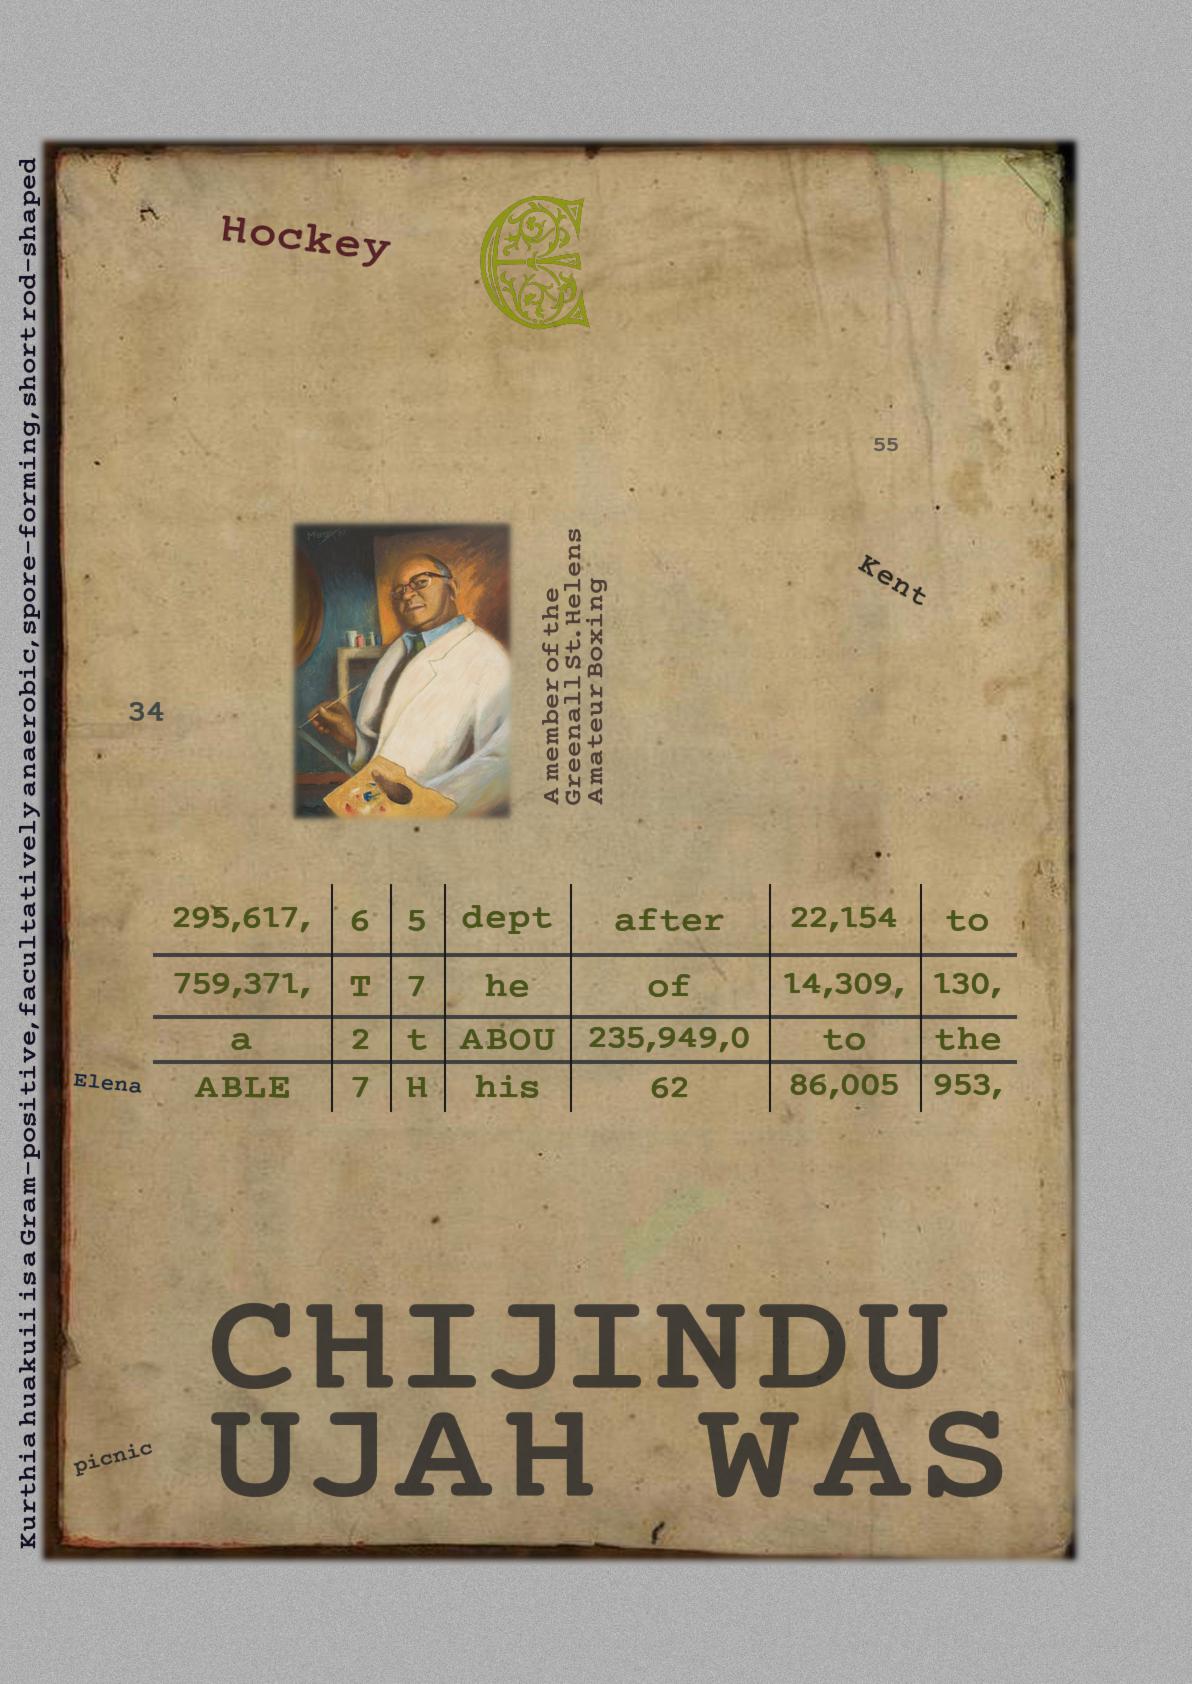 Kurthia huakuii is a Gram-positive, facultatively anaerobic, spore-forming, short rod-shaped
Hockey
E
55
Kent
A member of the
Greenall St. Helens
Amateur Boxing
34
295,617, 6 5 dept after 22,154 to
759,371, T 7 he of 14,309, 130,
a 2 t ABOU 235,949,0 to the
ABLE 7 H his 62 86,005 953,
Elena
CHIJINDU
UJAH WAS
picnic